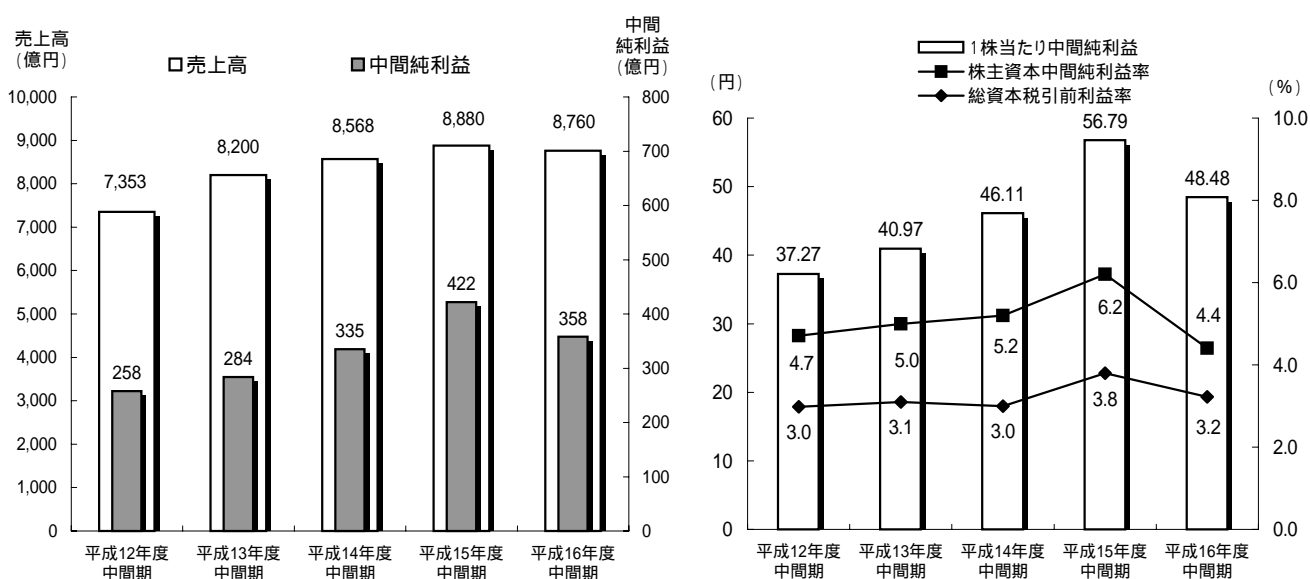 売上高
(億円)
中間
純利益
(億円)
売上高
中間純利益
10,000
9,000
8,000
7,000
6,000
5,000
4,000
3,000
2,000
1,000
0
800
700
600
500
400
300
200
100
0
7,353
8,200
8,568
8,880
8,760
258
284
335
422
358
平成12年度
中間期
平成13年度
中間期
平成14年度
中間期
平成15年度
中間期
平成16年度
中間期
1株当たり中間純利益
株主資本中間純利益率
総資本税引前利益率
(円)
(%)
60
50
40
30
20
10
0
10.0
8.0
6.0
4.0
2.0
0.0
37.27
40.97
46.11
56.79
48.48
4.7
5.0
5.2
6.2
4.4
3.0
3.1
3.0
3.8
3.2
平成12年度
中間期
平成13年度
中間期
平成14年度
中間期
平成15年度
中間期
平成16年度
中間期